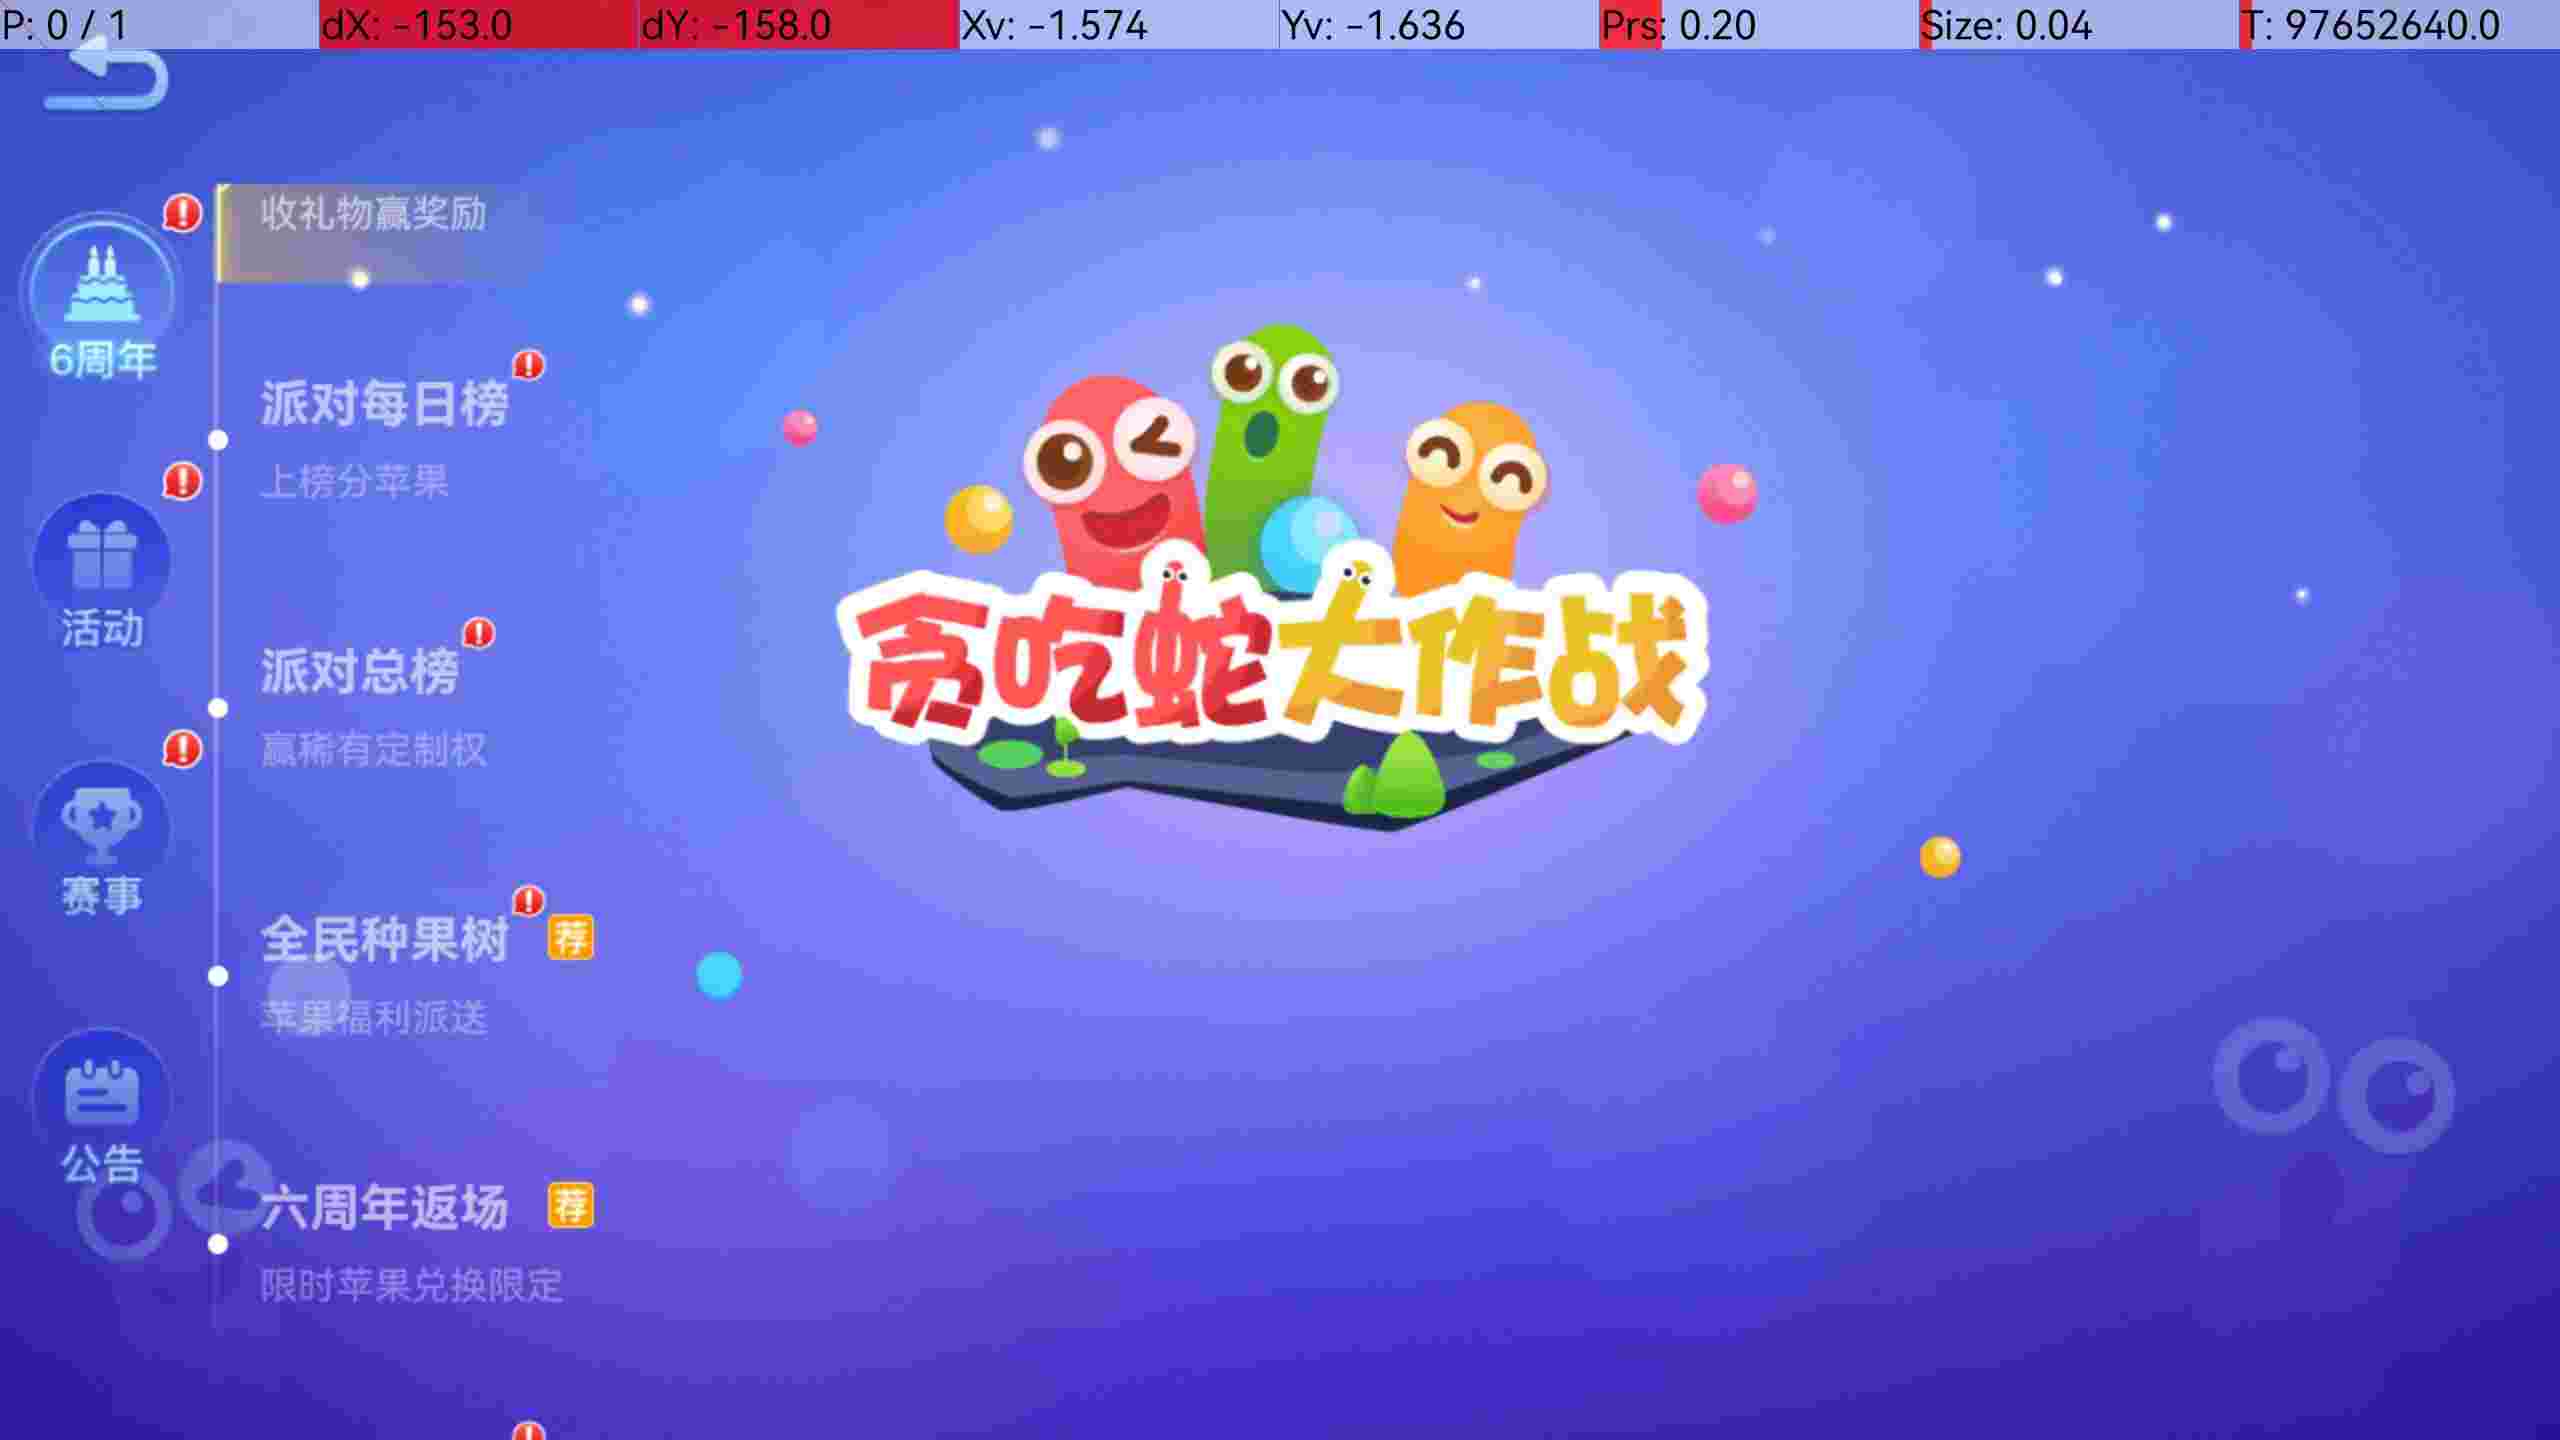 P: 0 / 1
dX: -153.0
dY: -158.0
Xv: -1.574
Yv: -1.636
Prs: 0.20
Size: 0.04
T: 97652640.0
6周年
活动
赛事
公告
收礼物赢奖励
派对每日榜
上榜分苹果
派对总榜
赢稀有定制权
全民种果树 荐
苹果福利派送
六周年返场 荐
限时苹果兑换限定
贪吃蛇大作战